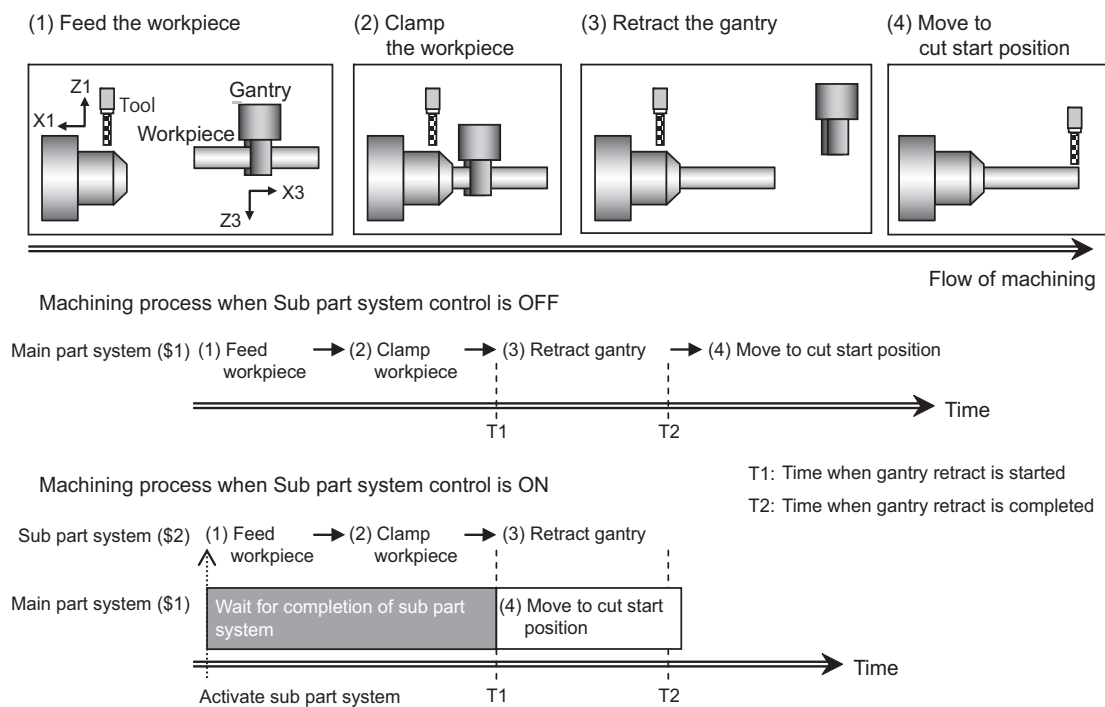 (1) Feed the workpiece
(2) Clamp
the workpiece
(3) Retract the gantry
(4) Move to
cut start position
Z1
Tool
X1
Gantry
Workpiece
X3
Z3
Flow of machining
Machining process when Sub part system control is OFF
Main part system ($1)
(1) Feed
workpiece
(2) Clamp
workpiece
(3) Retract gantry
(4) Move to cut start position
Time
T1
T2
T1: Time when gantry retract is started
T2: Time when gantry retract is completed
Machining process when Sub part system control is ON
Sub part system ($2)
(1) Feed
workpiece
(2) Clamp
workpiece
(3) Retract gantry
Main part system ($1)
Wait for completion of sub part
system
(4) Move to cut start
position
Time
Activate sub part system
T1
T2